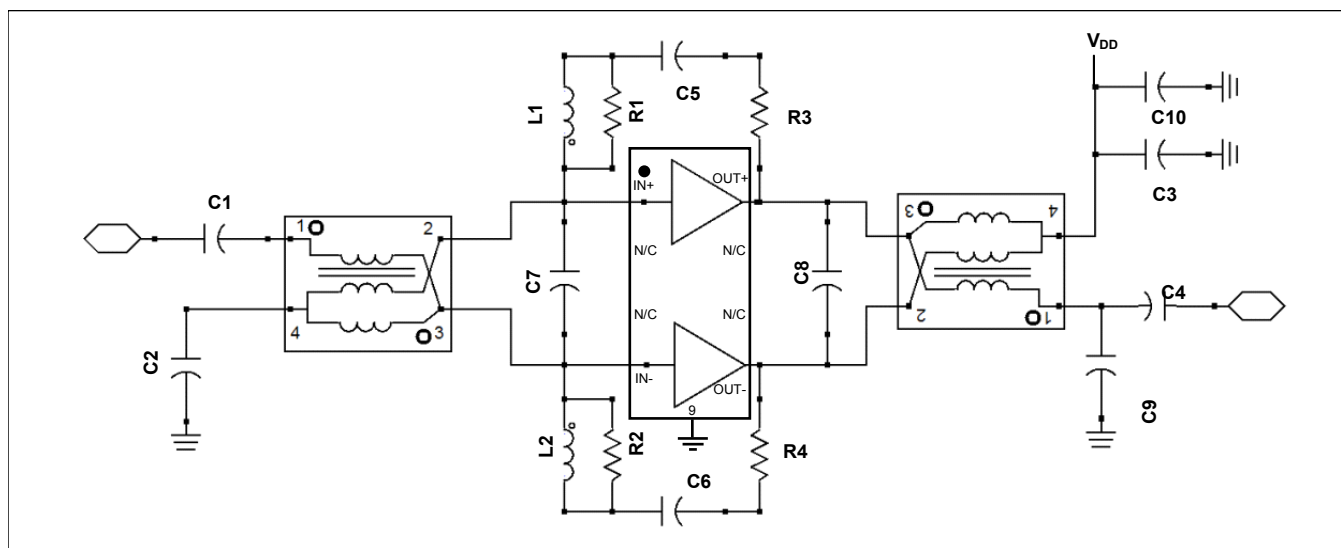 V_DD
C5
C10
L1
R1
R3
C3
IN+
OUT+
C1
1
2
3
4
N/C
N/C
C7
C8
N/C
N/C
4
3
2
1
C4
C2
IN-
OUT-
9
C9
L2
R2
R4
C6